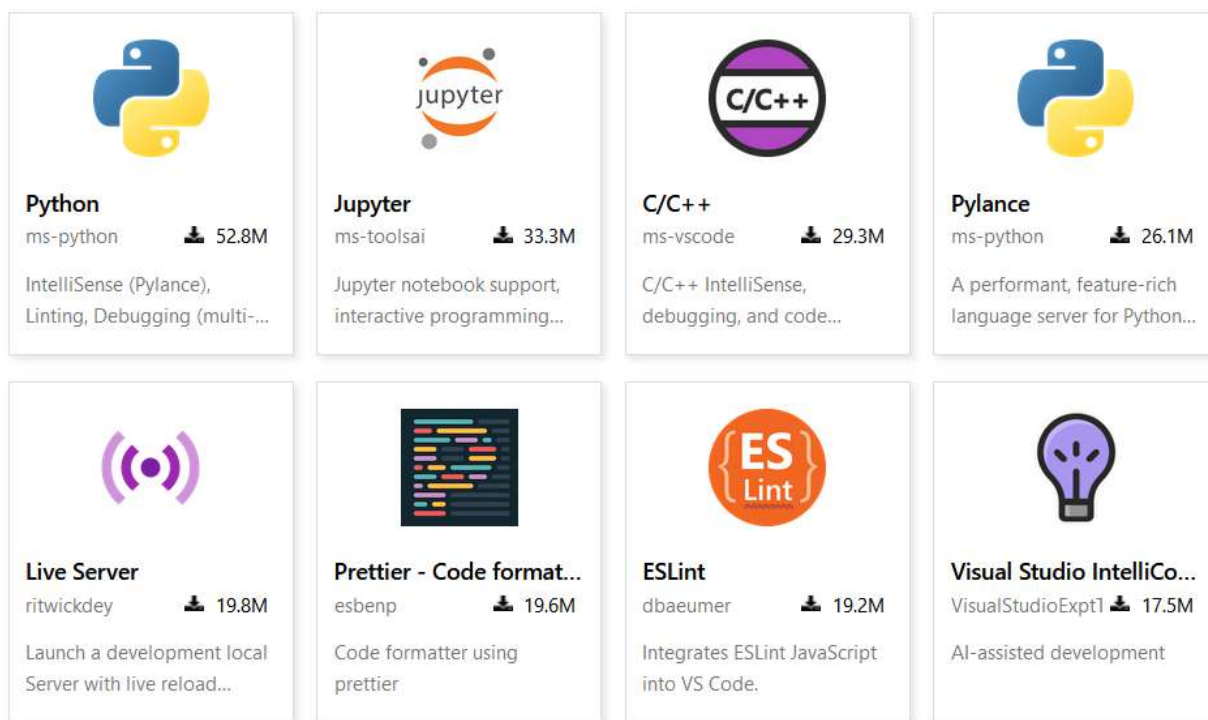 jupyter
C/C++
Python
ms-python 52.8M
IntelliSense (Pylance),
Linting, Debugging (multi-...
Jupyter
ms-toolsai 33.3M
Jupyter notebook support,
interactive programming...
C/C++
ms-vscode 29.3M
C/C++ IntelliSense,
debugging, and code...
Pylance
ms-python 26.1M
A performant, feature-rich
language server for Python...
{ES}
Lint
Live Server
ritwickdey 19.8M
Launch a development local
Server with live reload...
Prettier - Code format...
esbenp 19.6M
Code formatter using
prettier
ESLint
dbaeumer 19.2M
Integrates ESLint JavaScript
into VS Code.
Visual Studio IntelliCo...
VisualStudioExptT 17.5M
AI-assisted development